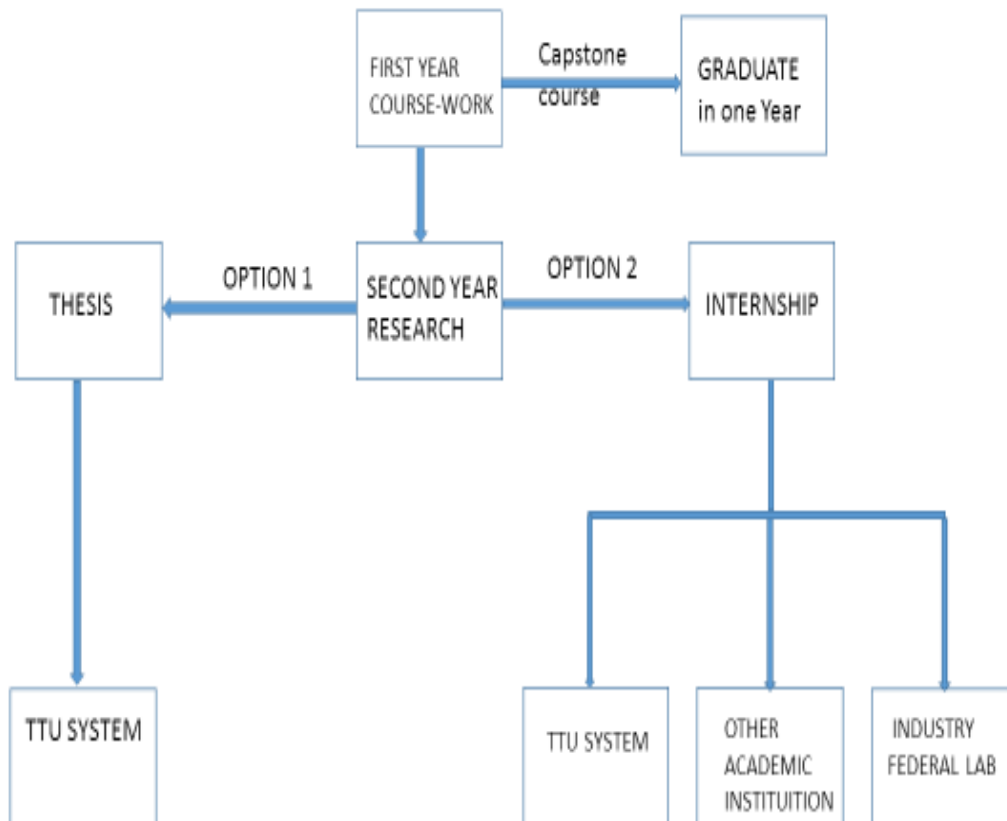 FIRST YEAR
COURSE-WORK
Capstone
course
GRADUATE
in one Year
THESIS
OPTION 1
SECOND YEAR
RESEARCH
OPTION 2
INTERNSHIP
TTU SYSTEM
TTU SYSTEM
OTHER
ACADEMIC
INSTITUITION
INDUSTRY
FEDERAL LAB